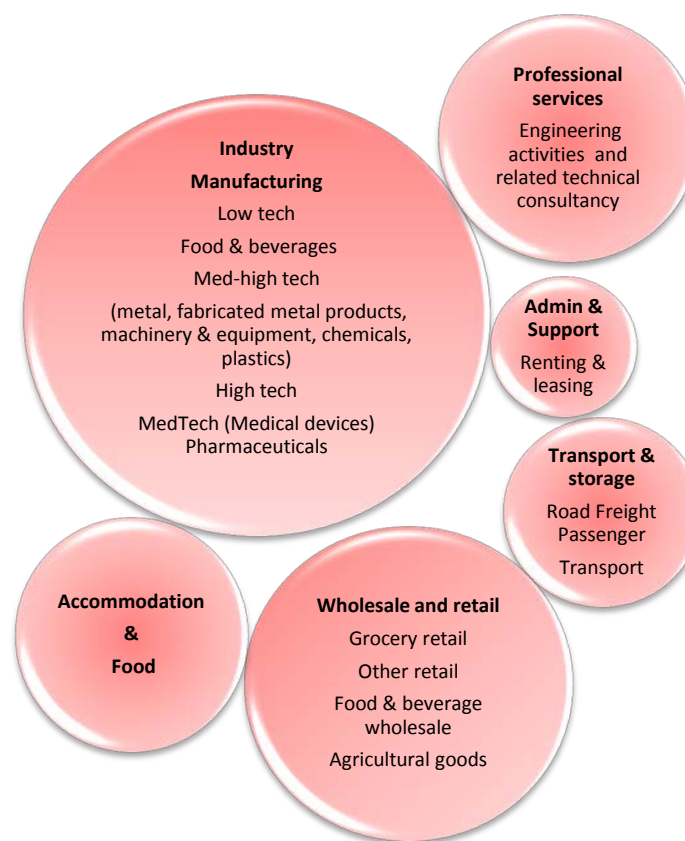 Professional
services
Engineering
activities and
related technical
consultancy
Industry
Manufacturing
Low tech
Food & beverages
Med-high tech
(metal, fabricated metal products,
machinery & equipment, chemicals,
plastics)
High tech
MedTech (Medical devices)
Pharmaceuticals
Admin &
Support
Renting &
leasing
Transport &
storage
Road Freight
Passenger
Transport
Accommodation
&
Food
Wholesale and retail
Grocery retail
Other retail
Food & beverage
wholesale
Agricultural goods